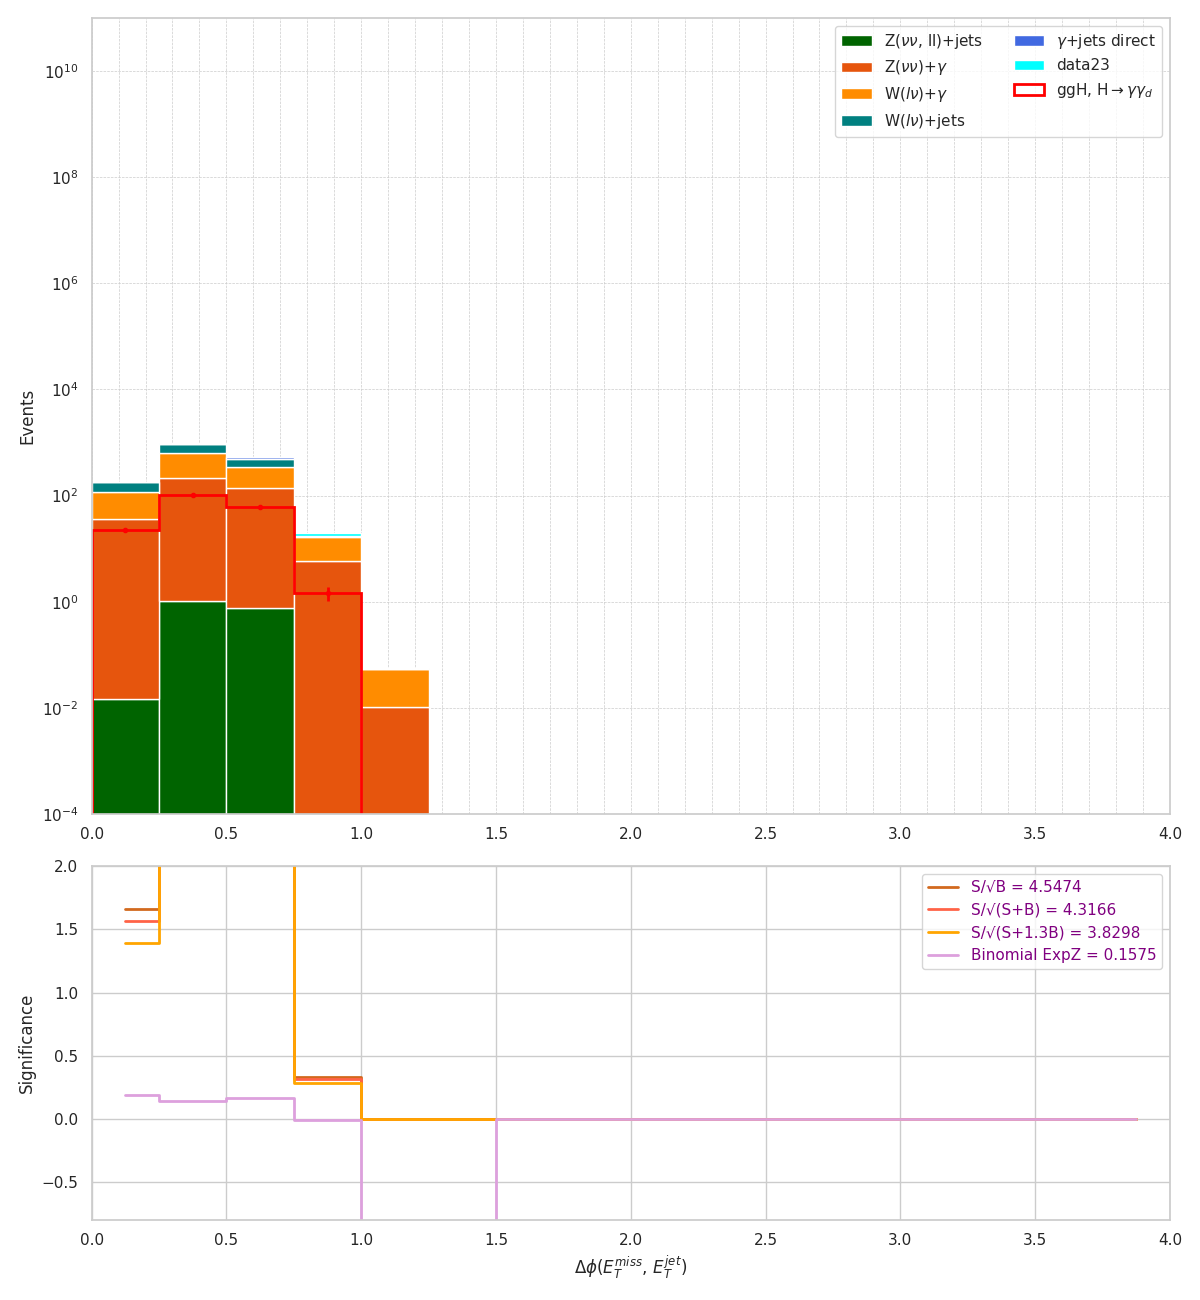 Z(νν, ll)+jets
Z(νν)+γ
W(lν)+γ
W(lν)+jets
γ+jets direct
data23
ggH, H→γγ_d
Events
10^10
10^8
10^6
10^4
10^2
10^0
10^−2
10^−4
0.0 0.5 1.0 1.5 2.0 2.5 3.0 3.5 4.0
S/√B = 4.5474
S/√(S+B) = 4.3166
S/√(S+1.3B) = 3.8298
Binomial ExpZ = 0.1575
Significance
2.0
1.5
1.0
0.5
0.0
−0.5
0.0 0.5 1.0 1.5 2.0 2.5 3.0 3.5 4.0
Δϕ(E_T^miss, E_T^jet)